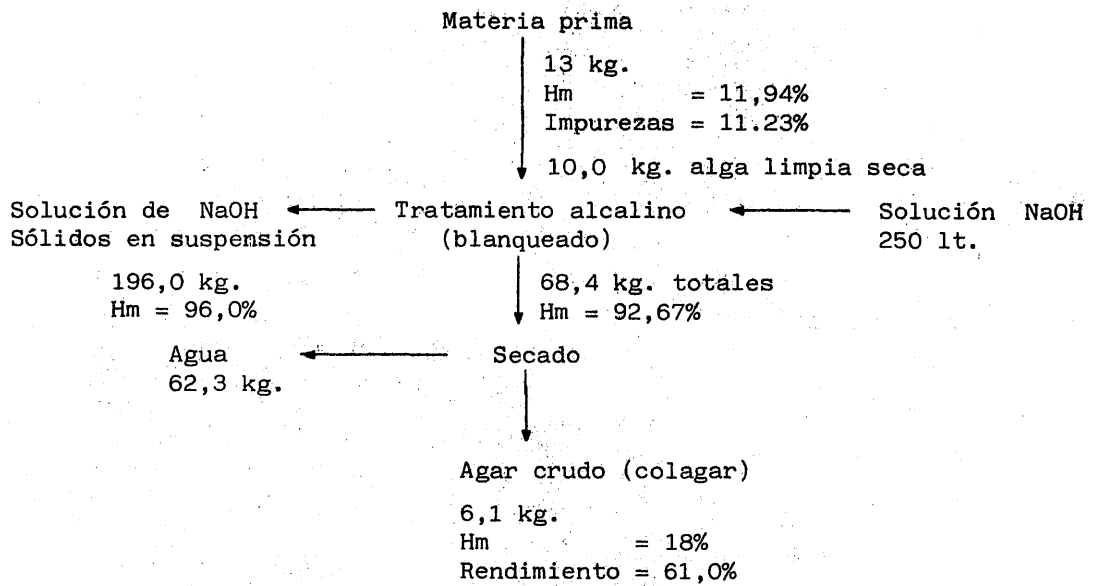 Materia prima
13 kg.
Hm = 11,94%
Impurezas = 11.23%
10,0 kg. alga limpia seca
Solución de NaOH
Sólidos en suspensión
Tratamiento alcalino
(blanqueado)
Solución NaOH
250 lt.
196,0 kg.
Hm = 96,0%
68,4 kg. totales
Hm = 92,67%
Agua
62,3 kg.
Secado
Agar crudo (colagar)
6,1 kg.
Hm = 18%
Rendimiento = 61,0%